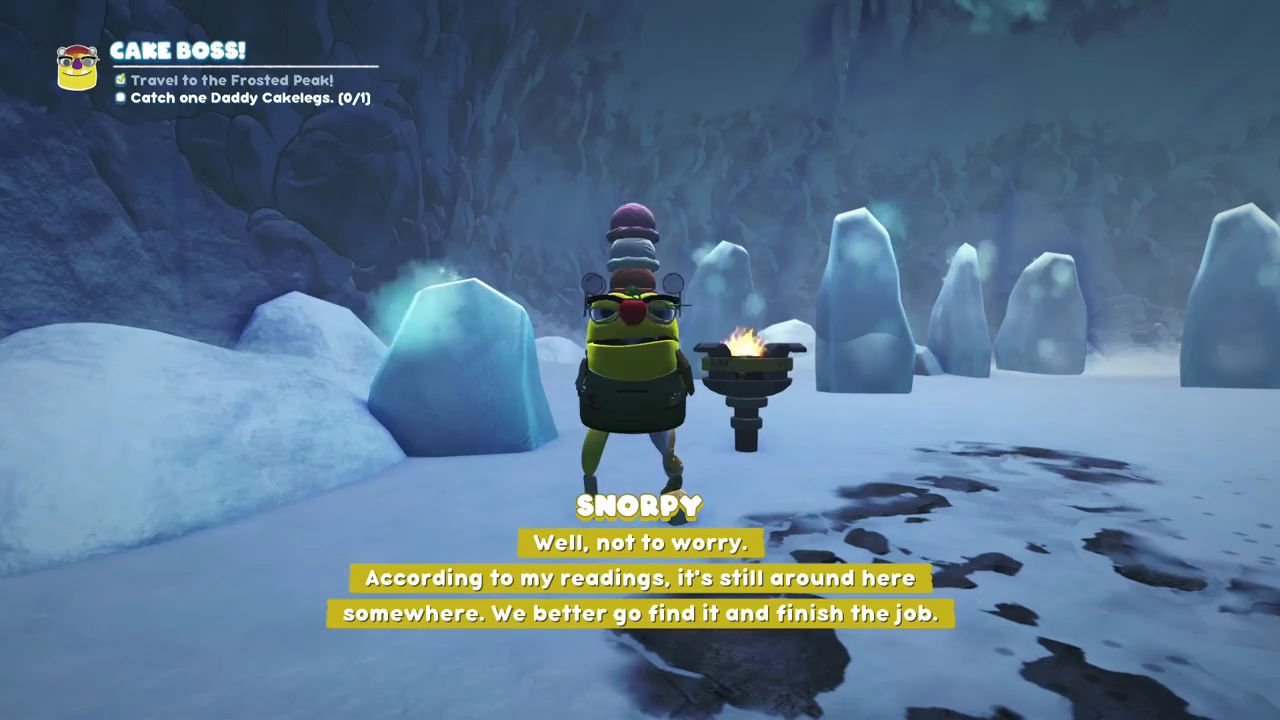 CAKE BOSS!
Travel to the Frosted Peak!
Catch one Daddy Cakelegs. (0/1)
SNORPY
Well, not to worry.
According to my readings, it's still around here
somewhere. We better go find it and finish the job.